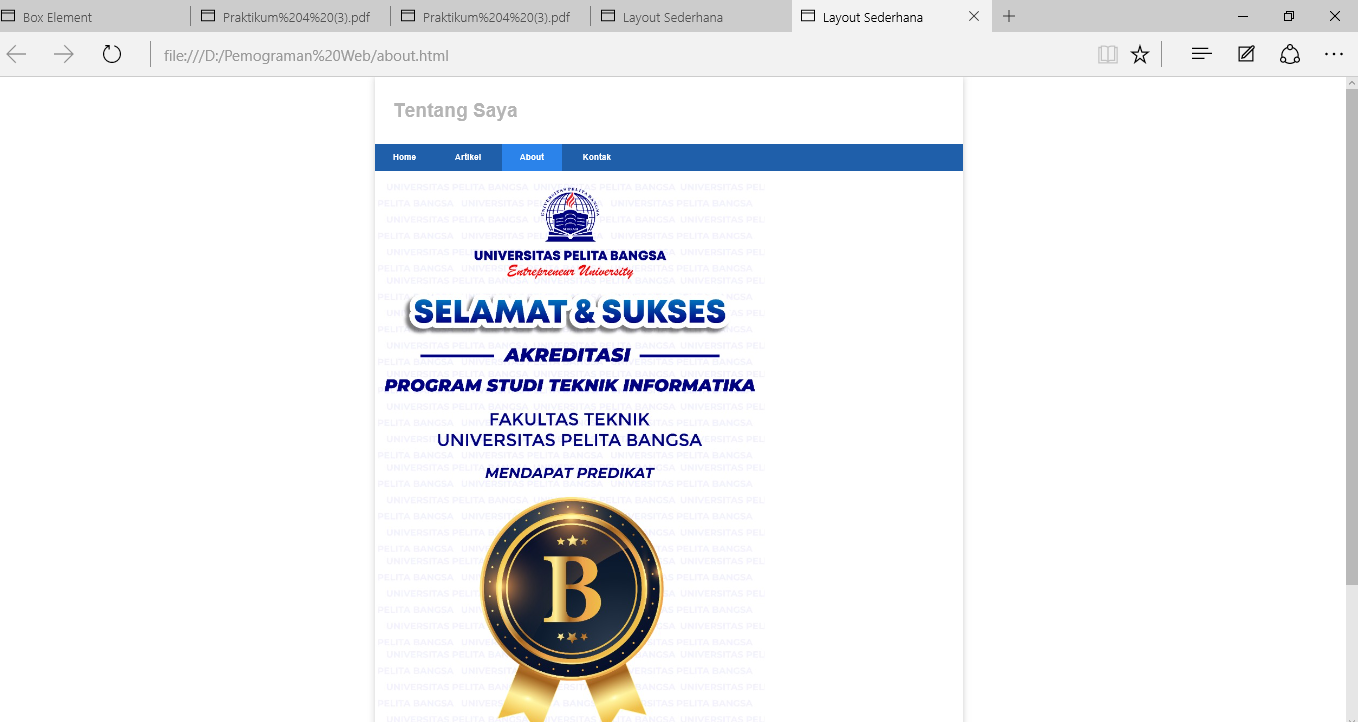 Box Element
Praktikum%204%20(3).pdf
Praktikum%204%20(3).pdf
Layout Sederhana
Layout Sederhana
file:///D:/Pemograman%20Web/about.html
Tentang Saya
Home Artikel About Kontak
UNIVERSITAS PELITA BANGSA
Entrepreneur University
SELAMAT & SUKSES
AKREDITASI
PROGRAM STUDI TEKNIK INFORMATIKA
FAKULTAS TEKNIK
UNIVERSITAS PELITA BANGSA
MENDAPAT PREDIKAT
B